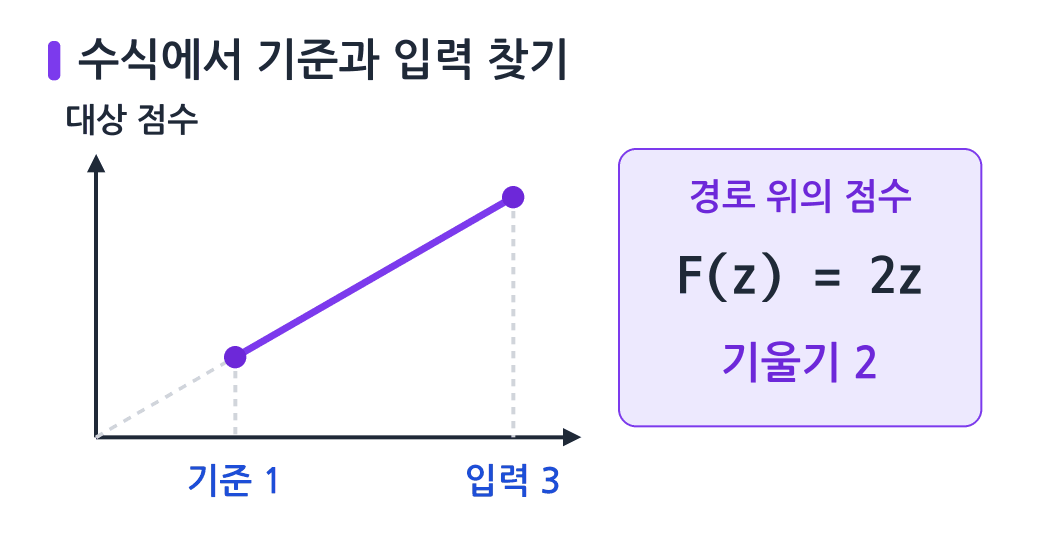 수식에서 기준과 입력 찾기
대상 점수
경로 위의 점수
F(z) = 2z
기울기 2
기준 1
입력 3